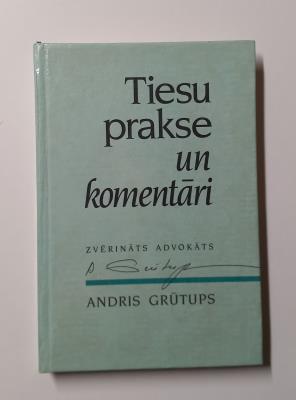 Tiesu
prakse
un
komentāri
ZVĒRINĀTS ADVOKĀTS
ANDRIS GRŪTUPS